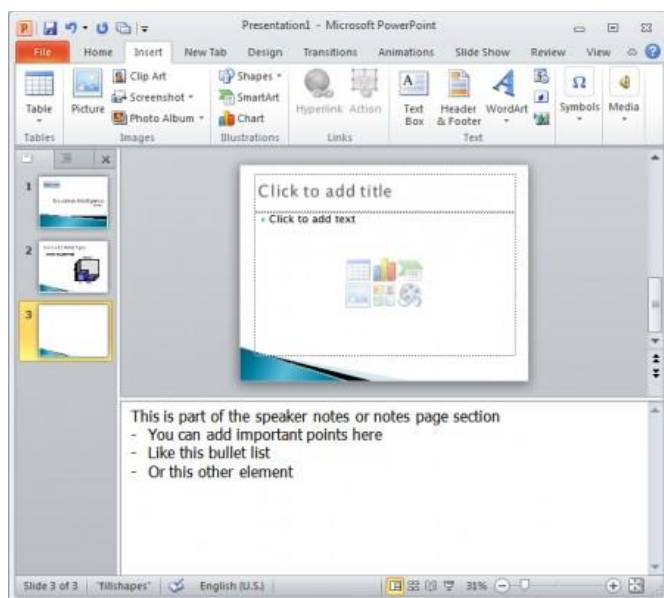 Presentation1 - Microsoft PowerPoint
File Home Insert New Tab Design Transitions Animations Slide Show Review View
Table
Picture
Clip Art
Screenshot
Photo Album
Shapes
SmartArt
Chart
Hyperlink
Action
Text Box
Header & Footer
WordArt
Symbols
Media
Tables Images Illustrations Links Text
1
2
3
Click to add title
Click to add text
This is part of the speaker notes or notes page section
- You can add important points here
- Like this bullet list
- Or this other element
Slide 3 of 3 "fillshapes" English (U.S.) 31%